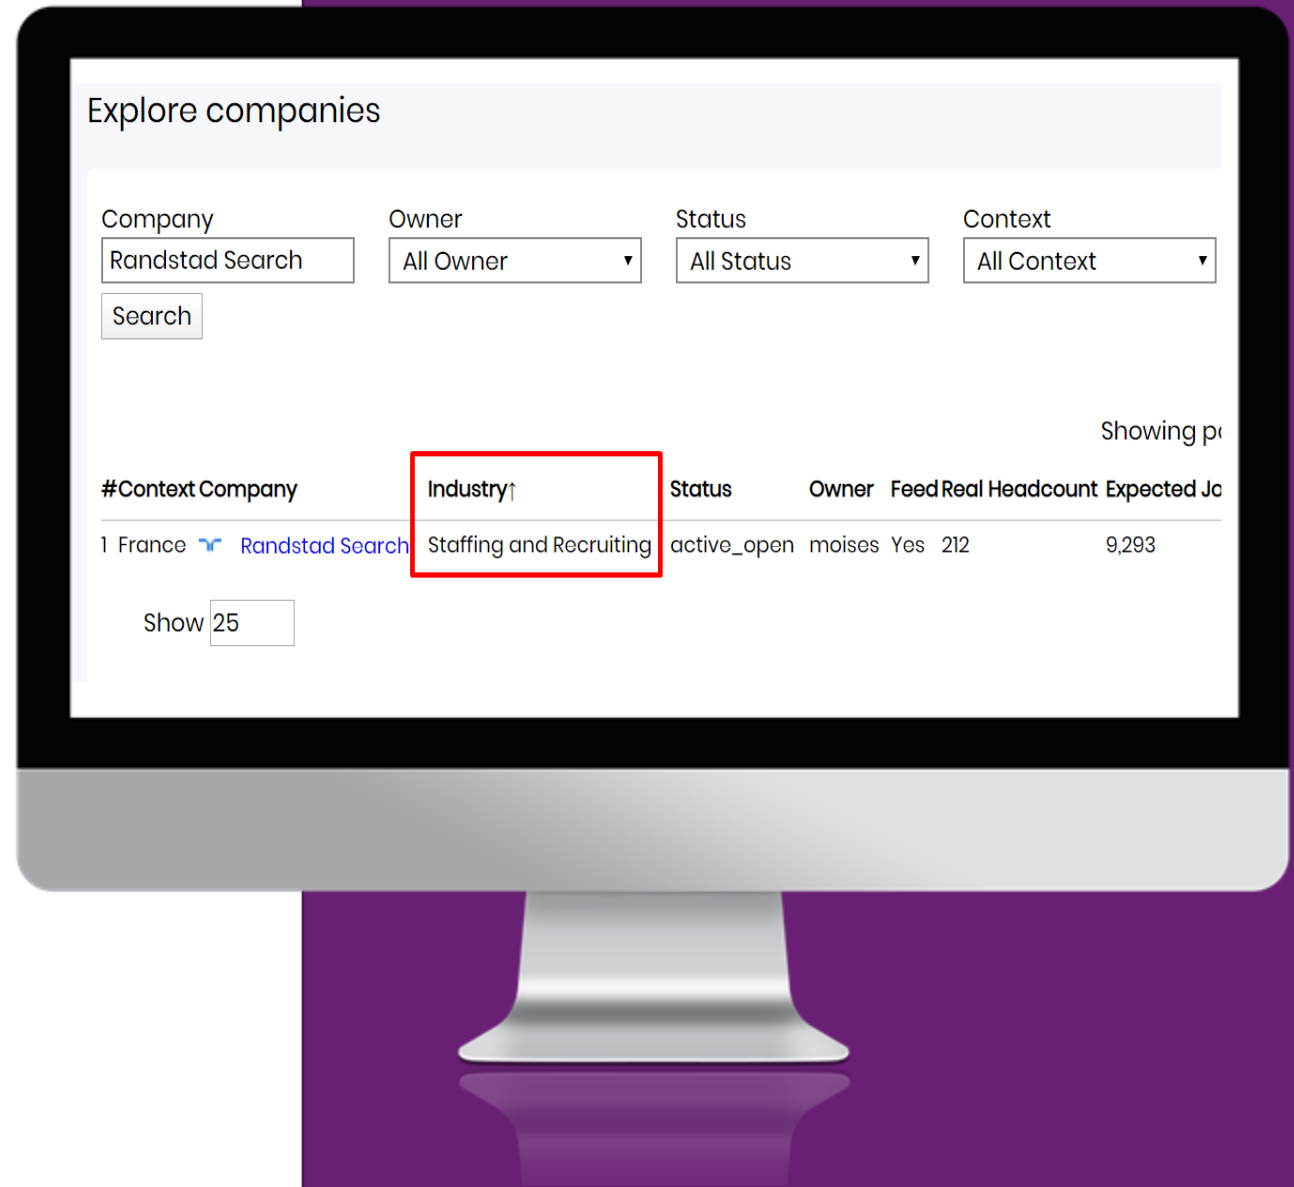 Explore companies
Company Owner Status Context
Randstad Search All Owner All Status All Context
Search
Showing
#Context Company Industry↑ Status Owner Feed Real Headcount Expected
1 France Randstad Search Staffing and Recruiting active_open moises Yes 212 9,293
Show 25